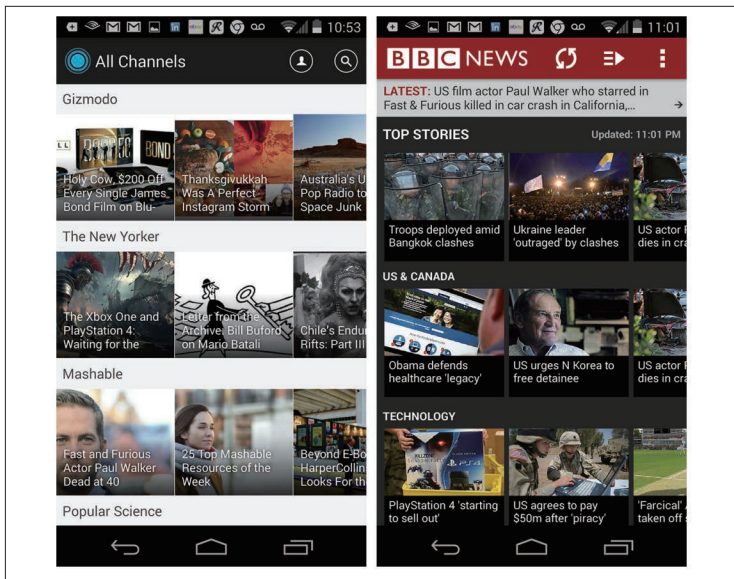 10:53
All Channels
Gizmodo
Holy Cow, $200 Off
Every Single James
Bond Film on Blu-
Thanksgivukkah
Was A Perfect
Instagram Storm
Australia's U
Pop Radio to
Space Junk
The New Yorker
The Xbox One and
PlayStation 4:
Waiting for the
Letter from the
Archive: Bill Buford
on Mario Batali
Chile's Endu
Rifts: Part III
Mashable
Fast and Furious
Actor Paul Walker
Dead at 40
25 Top Mashable
Resources of the
Week
Beyond E-Bo
HarperCollin
Looks For th
Popular Science
11:01
BBC NEWS
LATEST: US film actor Paul Walker who starred in
Fast & Furious killed in car crash in California,...
TOP STORIES
Updated: 11:01 PM
Troops deployed amid
Bangkok clashes
Ukraine leader
'outraged' by clashes
US actor P
dies in cra
US & CANADA
Obama defends
healthcare 'legacy'
US urges N Korea to
free detainee
US actor P
dies in cra
TECHNOLOGY
PlayStation 4 'starting
to sell out'
US agrees to pay
$50m after 'piracy'
'Farcical' A
taken off s